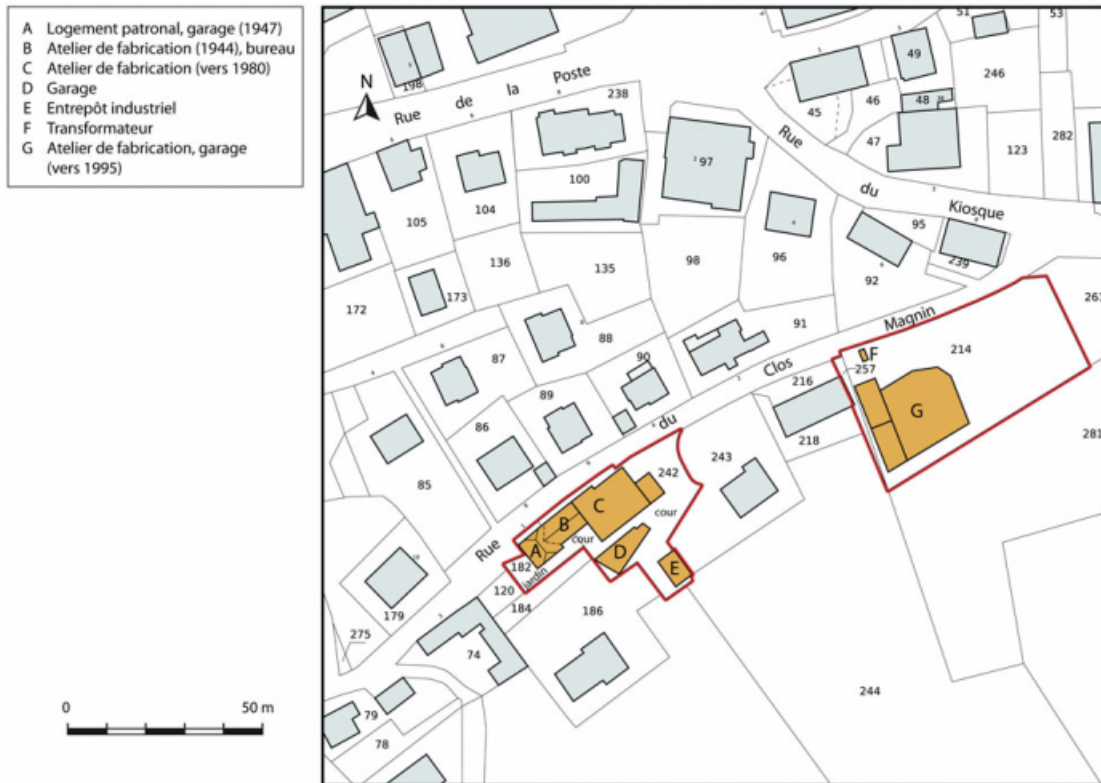 A Logement patronal, garage (1947)
B Atelier de fabrication (1944), bureau
C Atelier de fabrication (vers 1980)
D Garage
E Entrepôt industriel
F Transformateur
G Atelier de fabrication, garage
(vers 1995)
0 50 m
N
Rue de la Poste
Rue du Kiosque
Rue du Clos Magnin
198
238
51
53
49
246
45
46
48
47
123
282
97
100
105
104
95
239
96
92
98
135
136
173
172
261
91
88
87
90
89
86
85
214
257
F
G
216
218
281
243
242
C
B
A
cour
cour
D
E
182
jardin
120
184
186
179
275
74
79
78
244